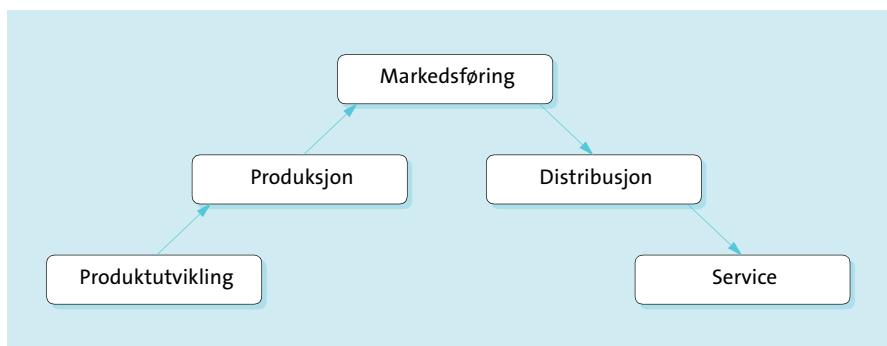 Markedsføring
Produksjon
Distribusjon
Produktutvikling
Service